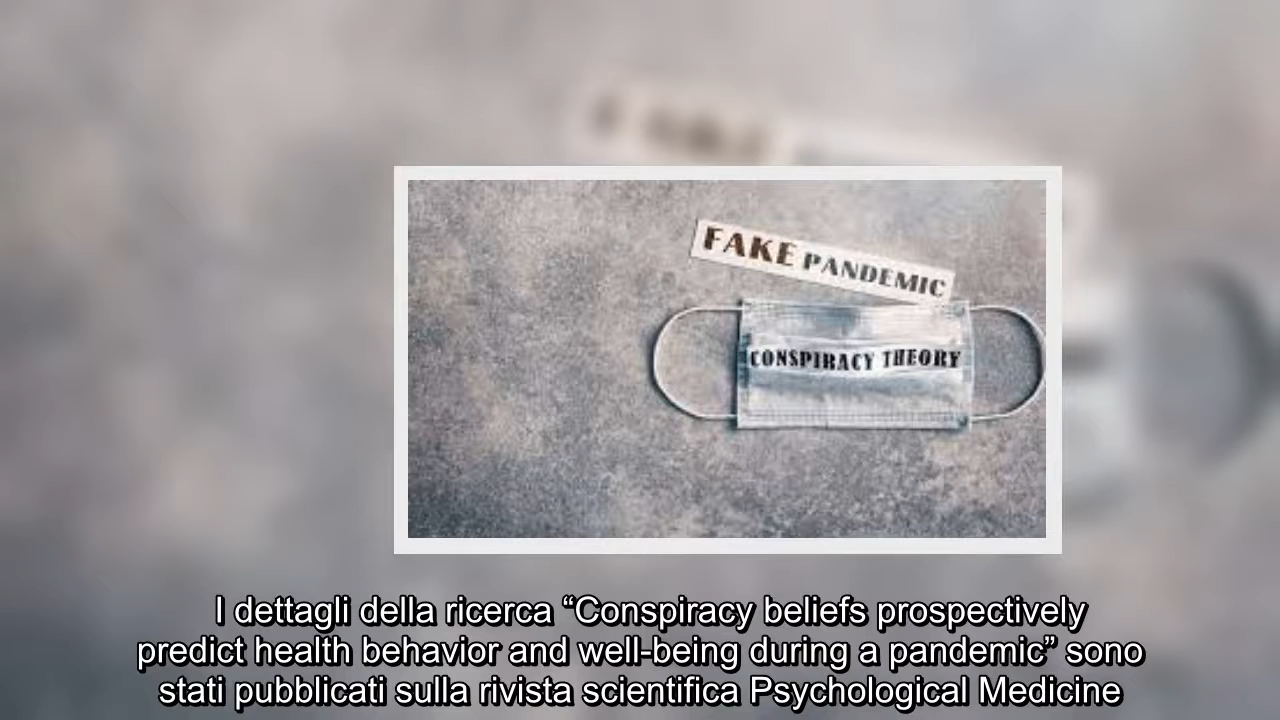 FAKE PANDEMIC
CONSPIRACY THEORY
I dettagli della ricerca “Conspiracy beliefs prospectively
predict health behavior and well-being during a pandemic” sono
stati pubblicati sulla rivista scientifica Psychological Medicine